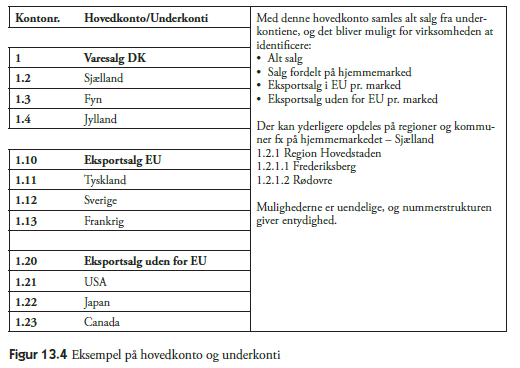 Kontonr. Hovedkonto/Underkonti
1 Varesalg DK
1.2 Sjælland
1.3 Fyn
1.4 Jylland
1.10 Eksportsalg EU
1.11 Tyskland
1.12 Sverige
1.13 Frankrig
1.20 Eksportsalg uden for EU
1.21 USA
1.22 Japan
1.23 Canada
Med denne hovedkonto samles alt salg fra under-
kontiene, og det bliver muligt for virksomheden at
identificere:
• Alt salg
• Salg fordelt på hjemmemarked
• Eksportsalg i EU pr. marked
• Eksportsalg uden for EU pr. marked
Der kan yderligere opdeles på regioner og kommu-
ner fx på hjemmemarkedet – Sjælland
1.2.1 Region Hovedstaden
1.2.1.1 Frederiksberg
1.2.1.2 Rødovre
Mulighederne er uendelige, og nummerstrukturen
giver entydighed.
Figur 13.4 Eksempel på hovedkonto og underkonti